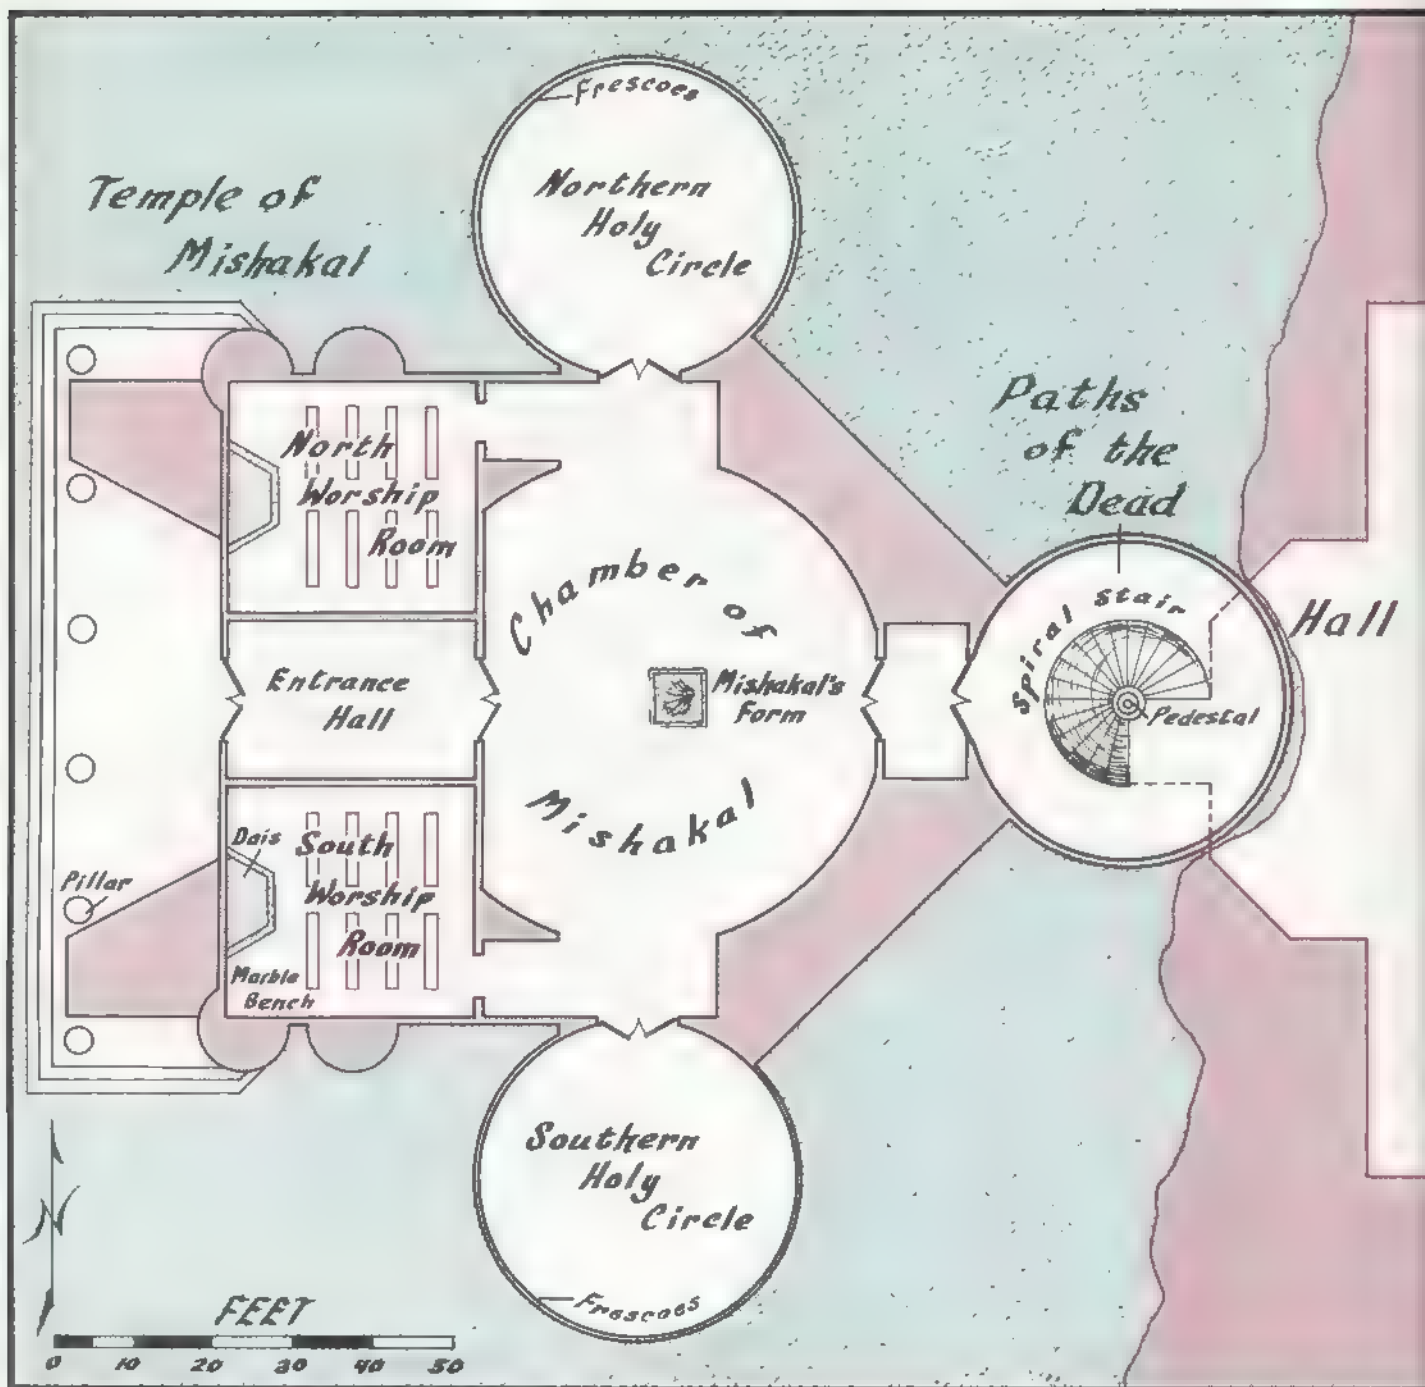 Frescoes
Northern
Holy
Circle
Temple of
Mishakal
Paths
of the
Dead
North
Worship
Room
Chamber of
Mishakal
Spiral Stair
Hall
Entrance
Hall
Mishakal's
Form
Pedestal
Dais
South
Worship
Room
Pillar
Marble
Bench
Southern
Holy
Circle
Frescoes
N
FEET
0 10 20 30 40 50